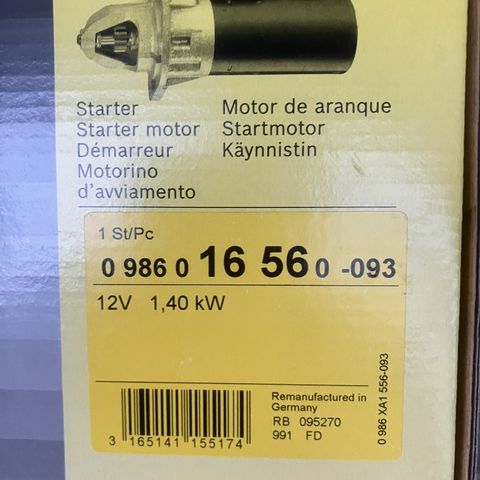 Starter
Starter motor
Démarreur
Motorino
d'avviamento
Motor de aranque
Startmotor
Käynnistin
1 St/Pc
0 986 0 16 56 0 -093
12V 1,40 kW
3 165141 155174
Remanufactured in
Germany
RB 095270
991 FD
0 986 XA1 556-093